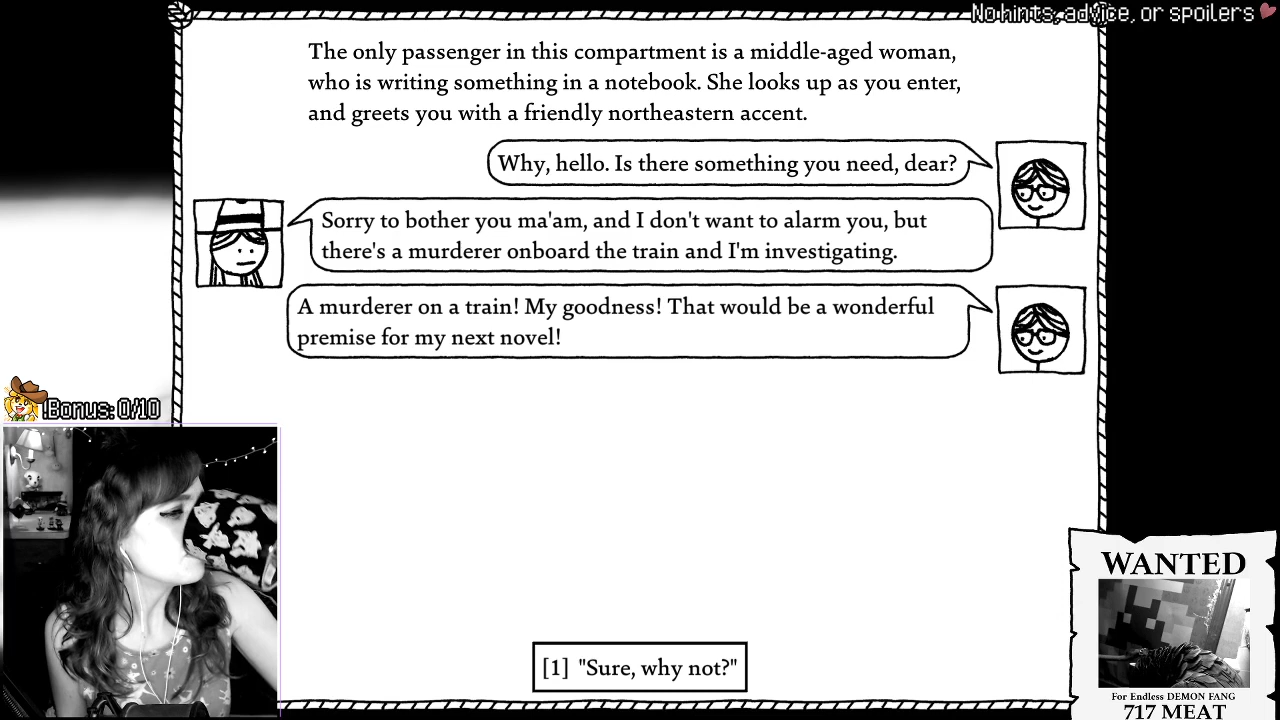 No hints, advice, or spoilers
The only passenger in this compartment is a middle-aged woman,
who is writing something in a notebook. She looks up as you enter,
and greets you with a friendly northeastern accent.
Why, hello. Is there something you need, dear?
Sorry to bother you ma'am, and I don't want to alarm you, but
there's a murderer onboard the train and I'm investigating.
A murderer on a train! My goodness! That would be a wonderful
premise for my next novel!
!Bonus: 0/10
WANTED
For Endless DEMON FANG
717 MEAT
[1] "Sure, why not?"